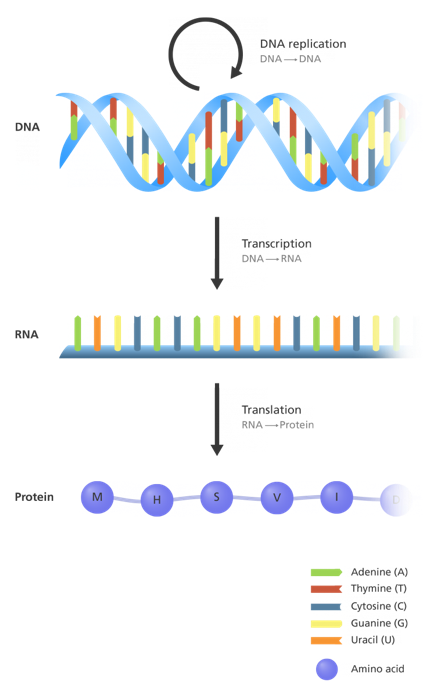 DNA replication
DNA → DNA
DNA
Transcription
DNA → RNA
RNA
Translation
RNA → Protein
Protein
M H S V I D
Adenine (A)
Thymine (T)
Cytosine (C)
Guanine (G)
Uracil (U)
Amino acid